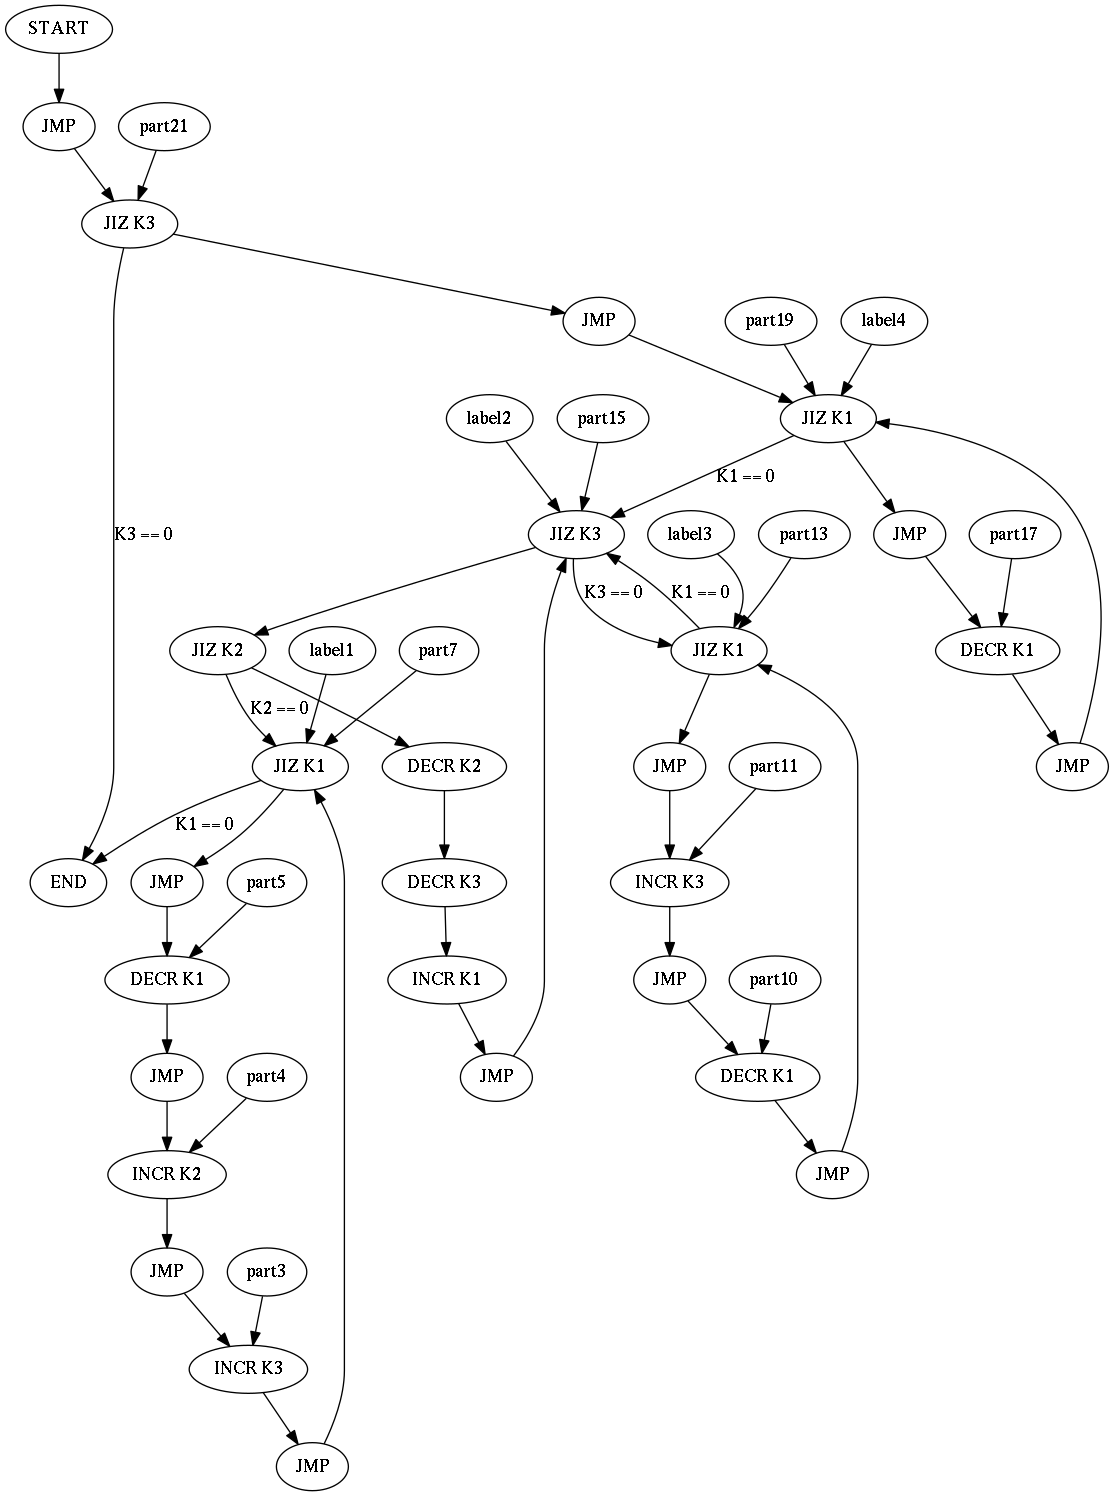 START
JMP
part21
JIZ K3
JMP
part19
label4
label2
part15
JIZ K1
K1 == 0
K3 == 0
JIZ K3
label3
part13
JMP
part17
K3 == 0
K1 == 0
JIZ K2
label1
part7
JIZ K1
DECR K1
K2 == 0
JIZ K1
DECR K2
JMP
part11
JMP
K1 == 0
END
JMP
part5
DECR K3
INCR K3
DECR K1
INCR K1
JMP
part10
JMP
part4
JMP
DECR K1
INCR K2
JMP
JMP
part3
INCR K3
JMP